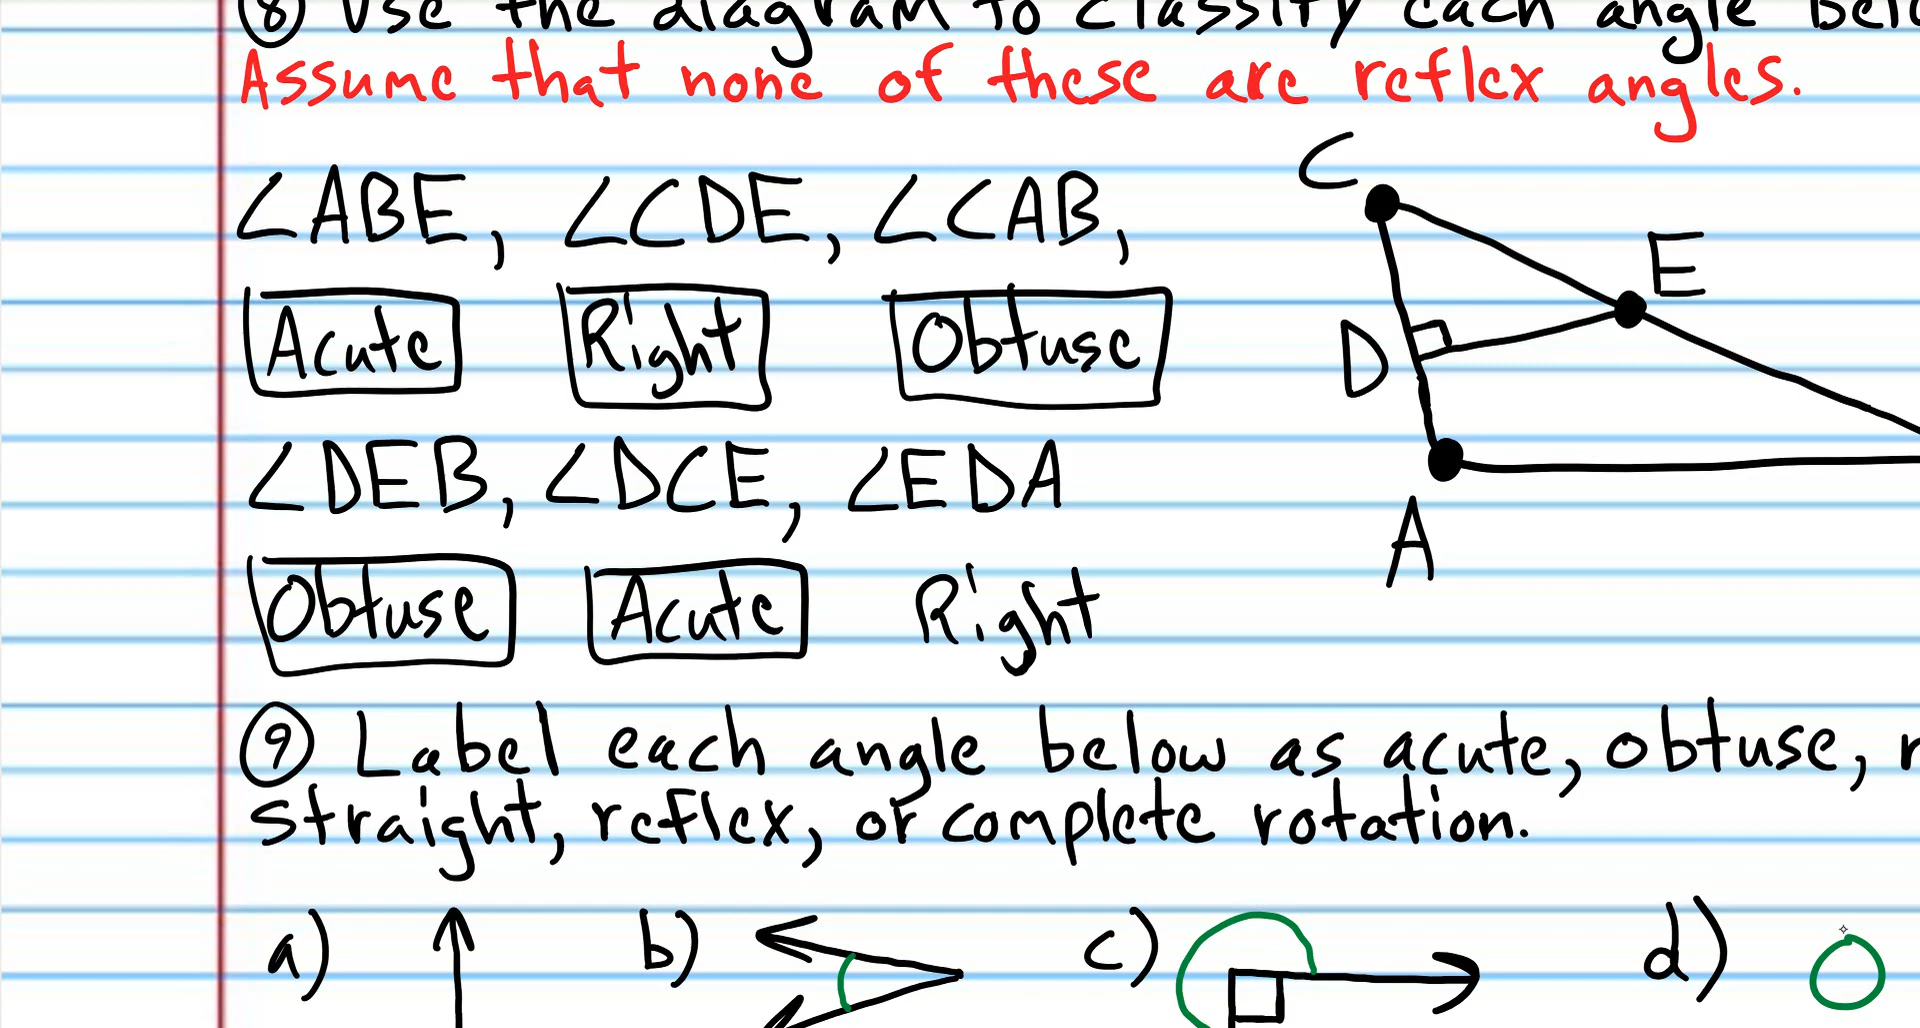 ⑧ Use the diagram to classify each angle
Assume that none of these are reflex angles.
∠ABE, ∠CDE, ∠CAB,
Acute Right Obtuse
∠DEB, ∠DCE, ∠EDA
Obtuse Acute Right
C
E
D
A
⑨ Label each angle below as acute, obtuse,
straight, reflex, or complete rotation.
a) b) c) d)